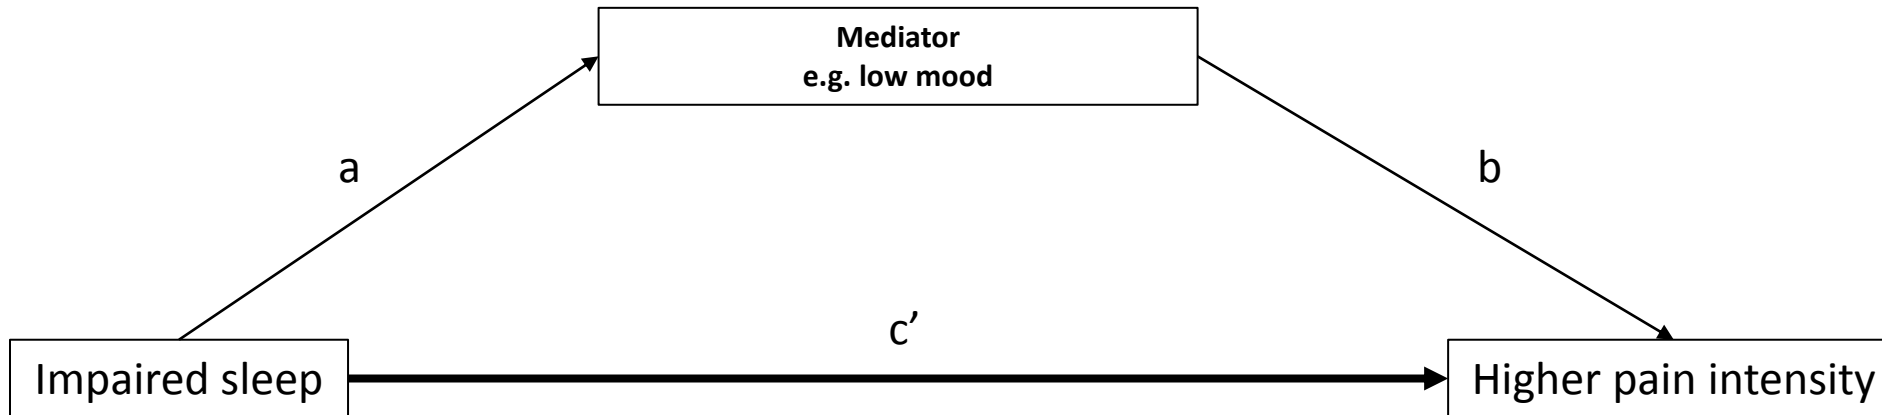 Mediator
e.g. low mood
a
b
c’
Impaired sleep
Higher pain intensity